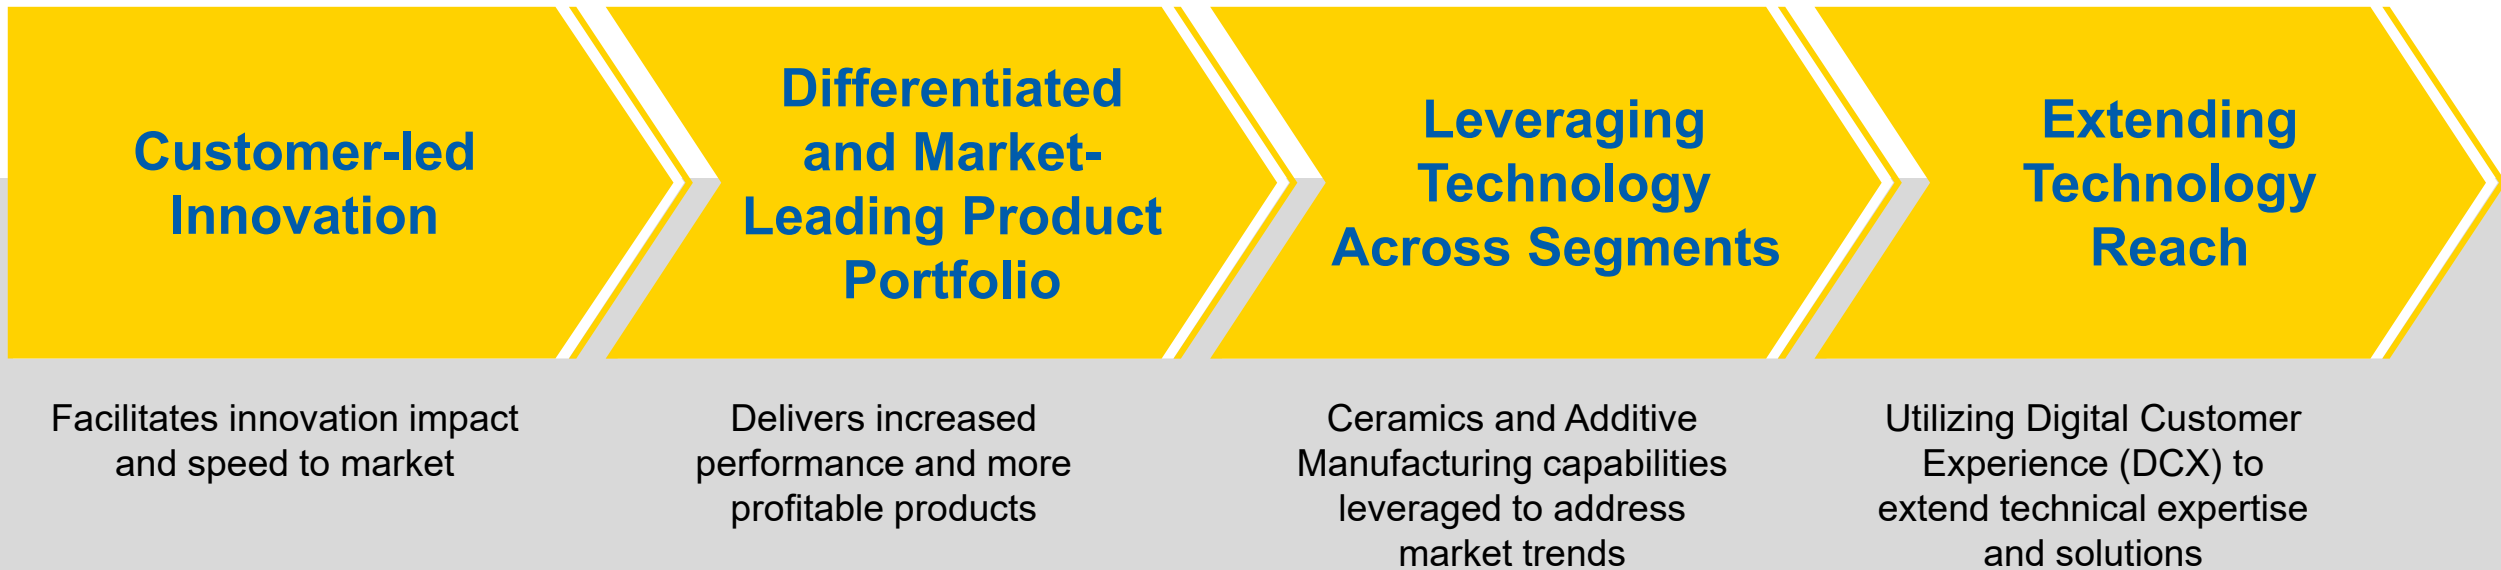 Customer-led
Innovation
Differentiated
and Market-
Leading Product
Portfolio
Leveraging
Technology
Across Segments
Extending
Technology
Reach
Facilitates innovation impact
and speed to market
Delivers increased
performance and more
profitable products
Ceramics and Additive
Manufacturing capabilities
leveraged to address
market trends
Utilizing Digital Customer
Experience (DCX) to
extend technical expertise
and solutions